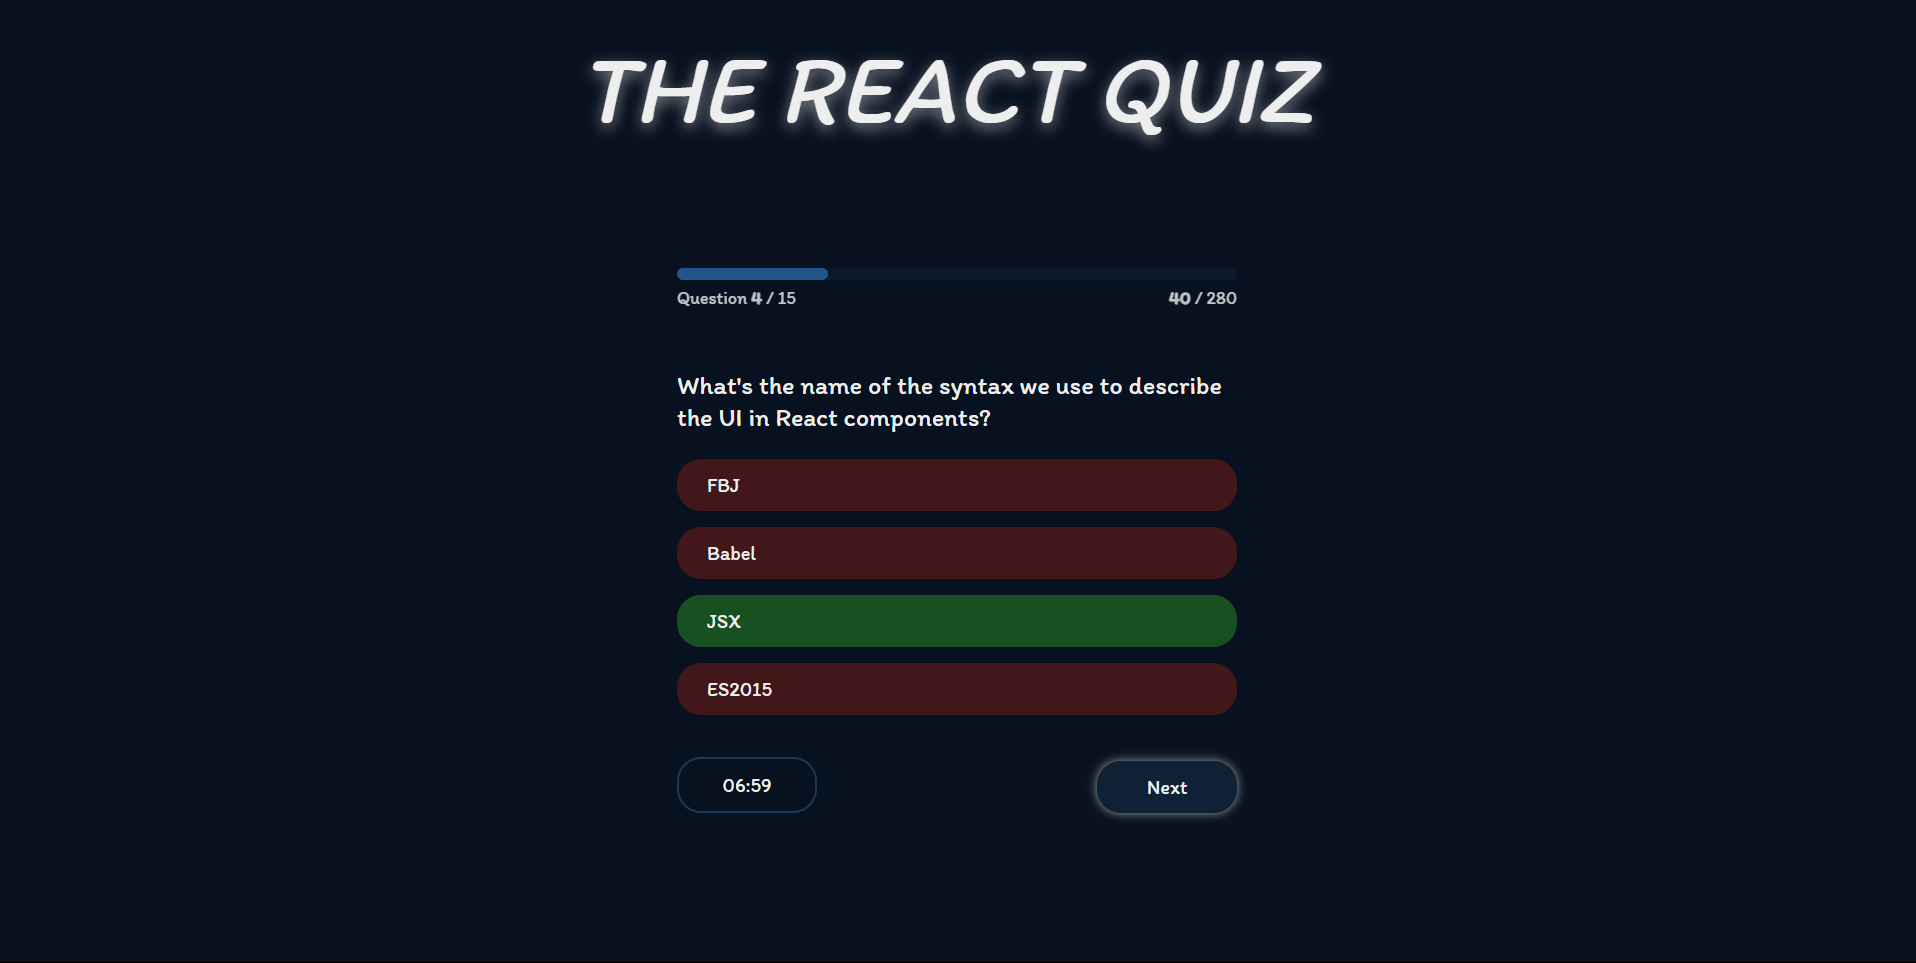 THE REACT QUIZ
Question 4 / 15
40 / 280
What's the name of the syntax we use to describe
the UI in React components?
FBJ
Babel
JSX
ES2015
06:59
Next